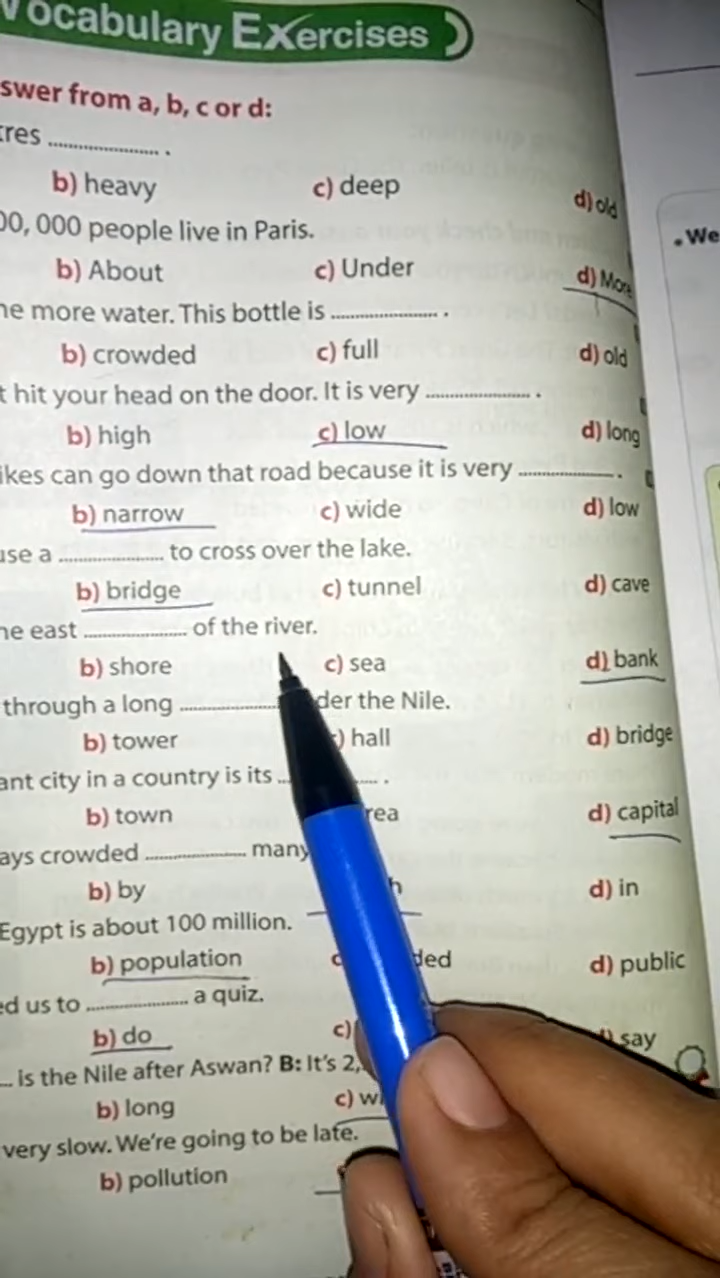 Vocabulary Exercises
swer from a, b, c or d:
tres .................... .
b) heavy c) deep d) old
00, 000 people live in Paris.
b) About c) Under d) More
• We
ne more water. This bottle is .................... .
b) crowded c) full d) old
t hit your head on the door. It is very .................... .
b) high c) low d) long
ikes can go down that road because it is very .................... .
b) narrow c) wide d) low
use a .................... to cross over the lake.
b) bridge c) tunnel d) cave
he east .................... of the river.
b) shore c) sea d) bank
through a long .................... der the Nile.
b) tower ) hall d) bridge
ant city in a country is its .................... .
b) town rea d) capital
ays crowded .................... many
b) by h d) in
Egypt is about 100 million.
b) population ded d) public
ed us to .................... a quiz.
b) do c) say
... is the Nile after Aswan? B: It's 2,
b) long c) wi
very slow. We're going to be late.
b) pollution